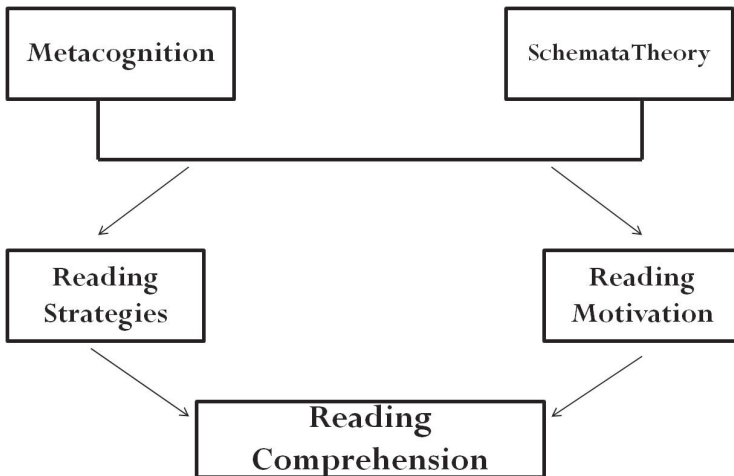 Metacognition
SchemataTheory
Reading
Strategies
Reading
Motivation
Reading
Comprehension